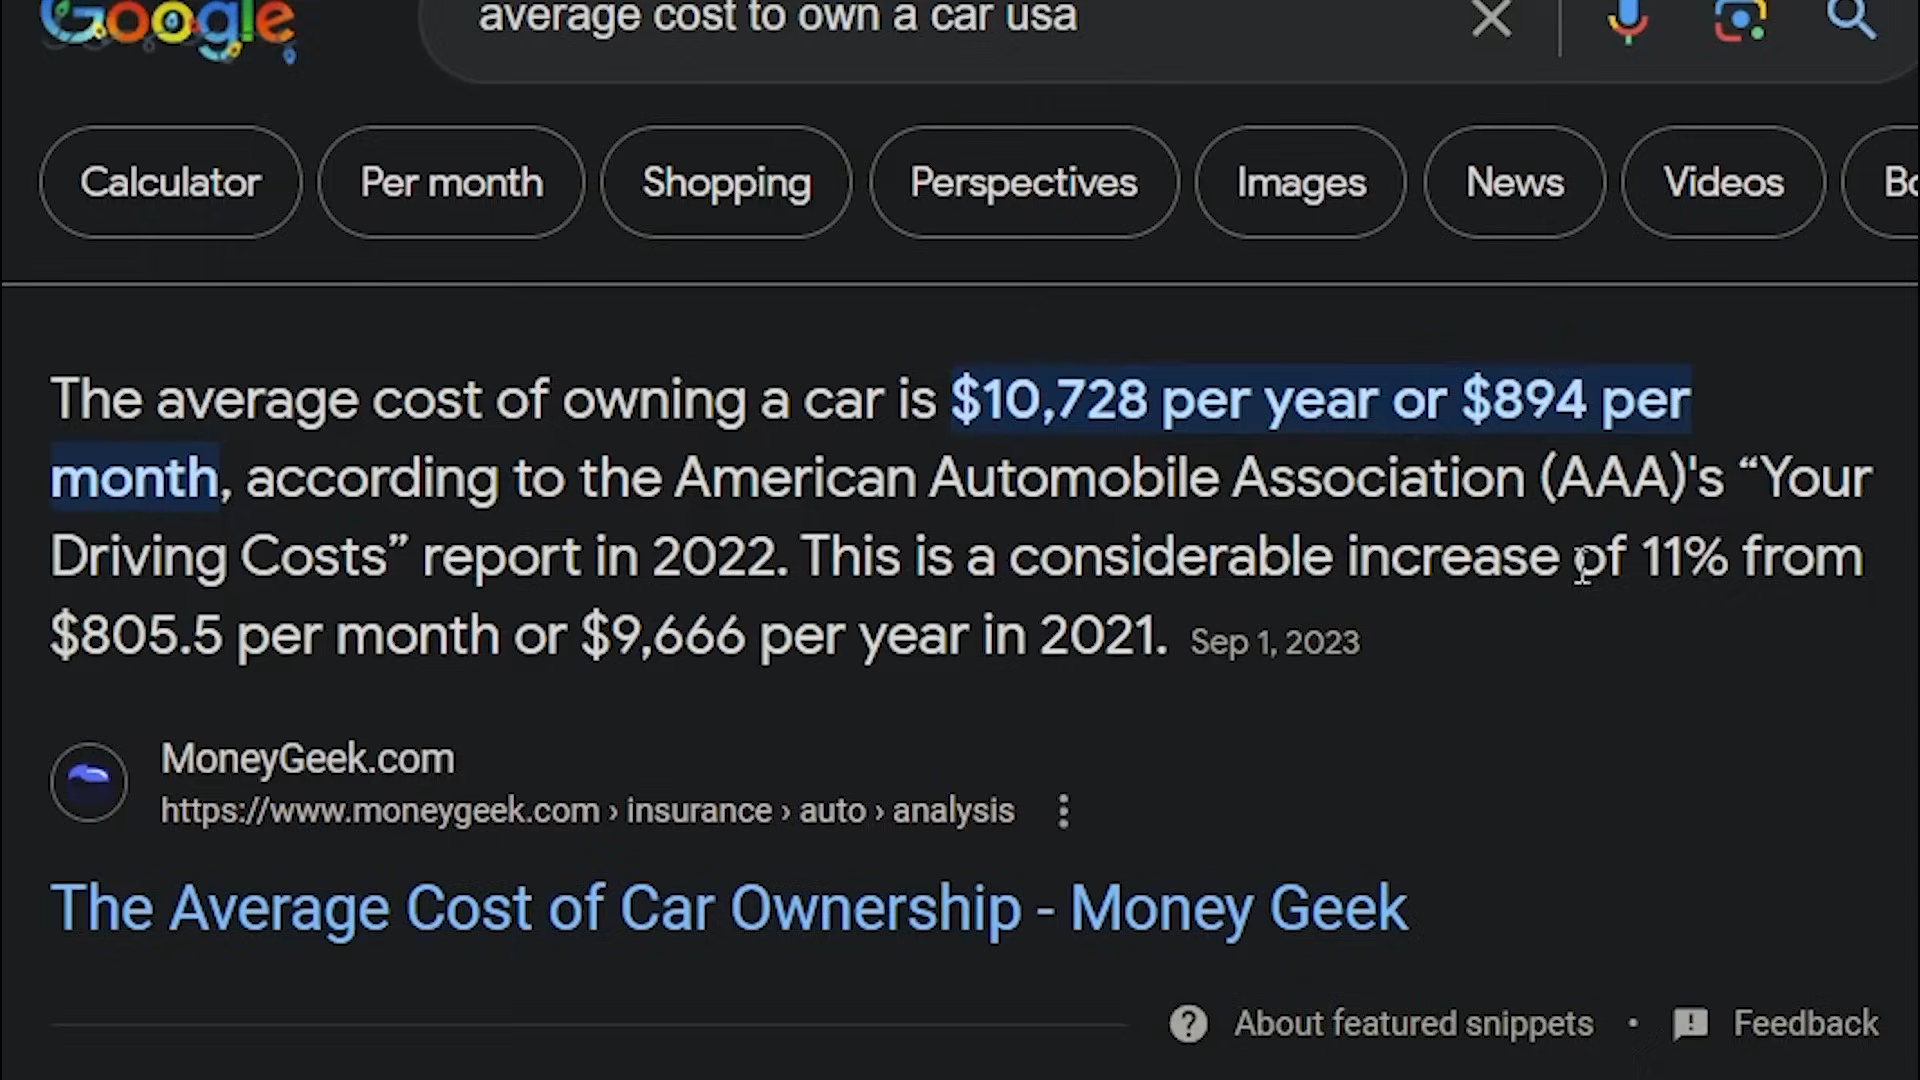 Google
average cost to own a car usa
Calculator
Per month
Shopping
Perspectives
Images
News
Videos
The average cost of owning a car is $10,728 per year or $894 per
month, according to the American Automobile Association (AAA)'s “Your
Driving Costs” report in 2022. This is a considerable increase of 11% from
$805.5 per month or $9,666 per year in 2021. Sep 1, 2023
MoneyGeek.com
https://www.moneygeek.com › insurance › auto › analysis
The Average Cost of Car Ownership - Money Geek
About featured snippets • Feedback